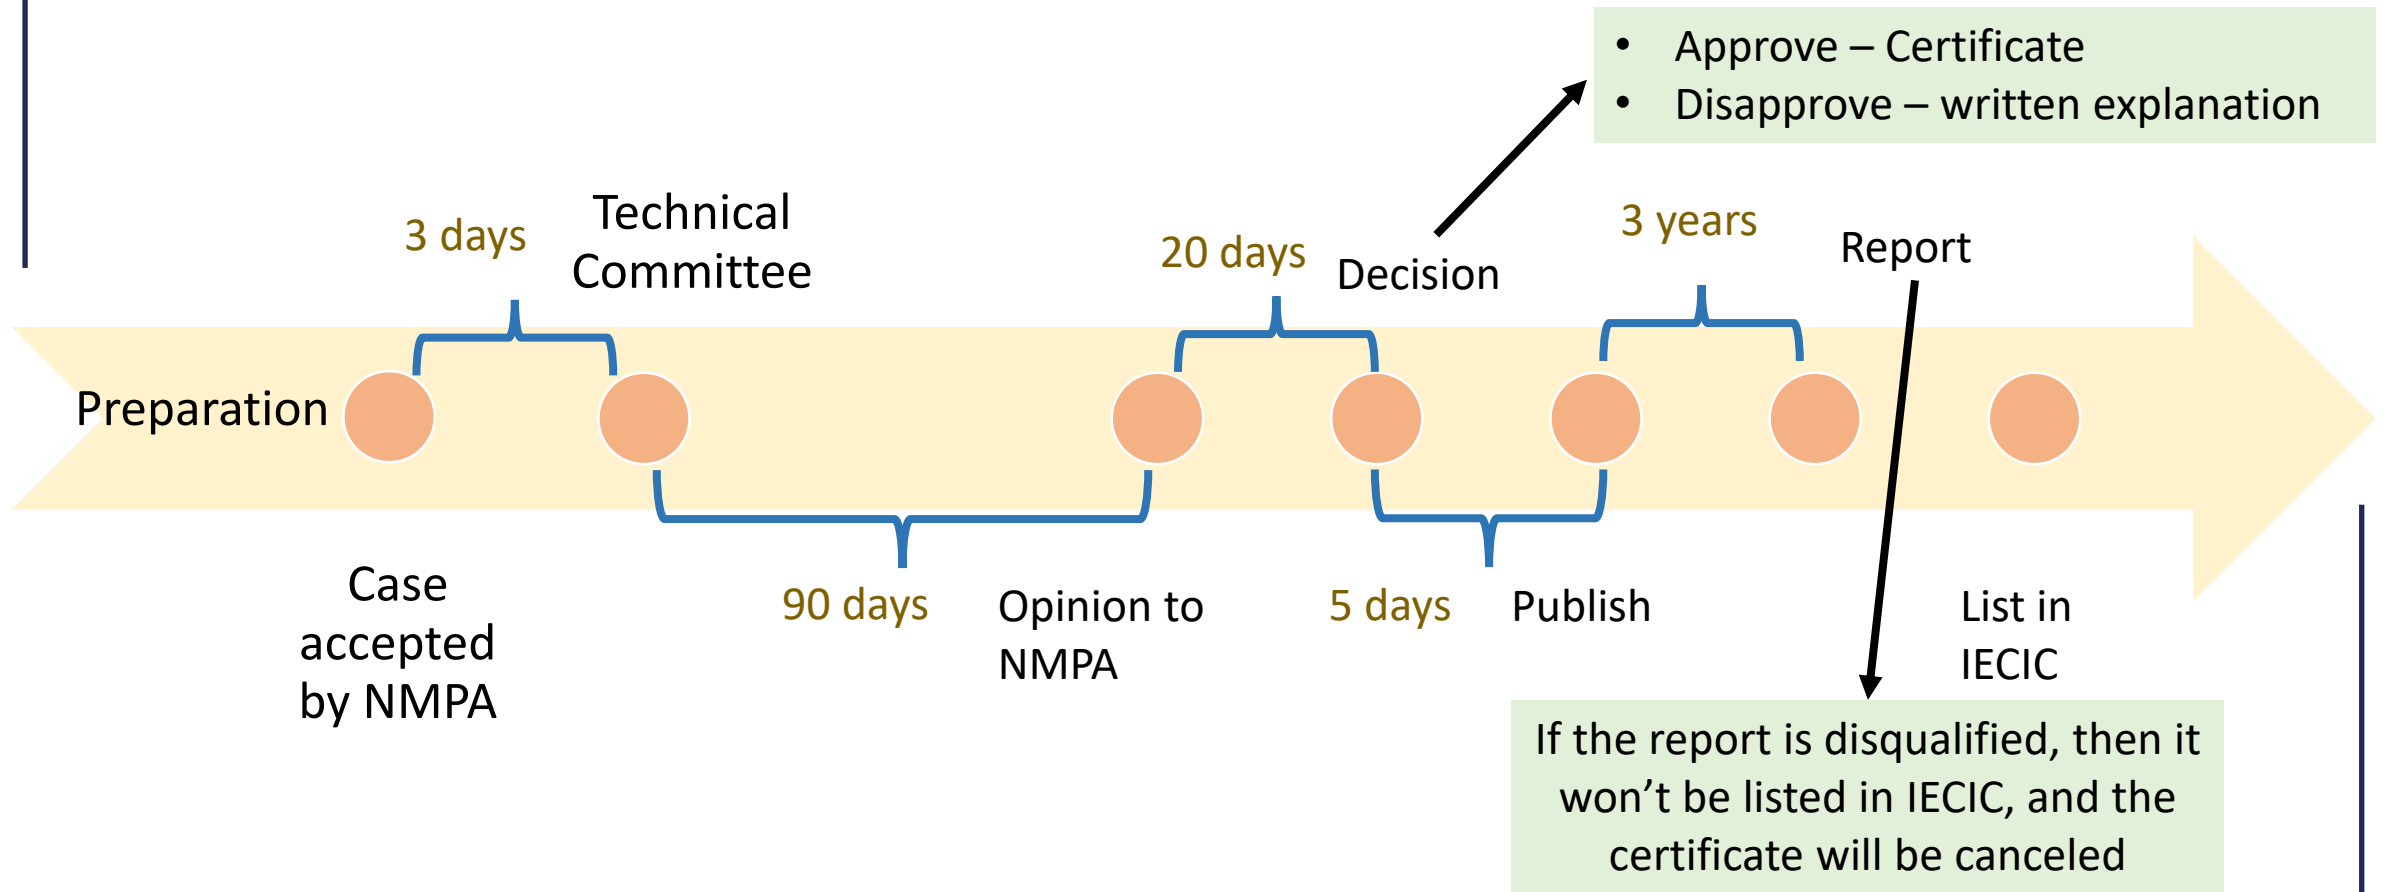 • Approve – Certificate
• Disapprove – written explanation
3 days
Technical
Committee
20 days
Decision
3 years
Report
Preparation
Case
accepted
by NMPA
90 days
Opinion to
NMPA
5 days
Publish
List in
IECIC
If the report is disqualified, then it
won’t be listed in IECIC, and the
certificate will be canceled